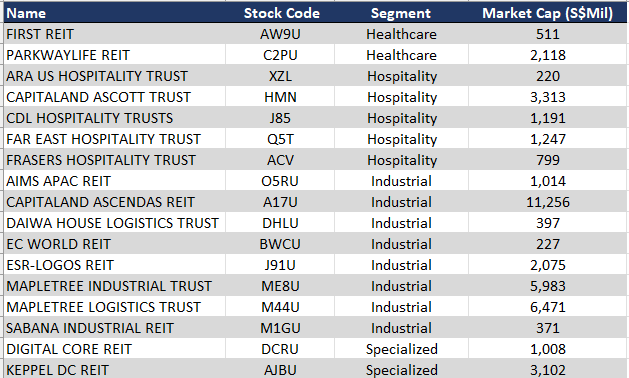 Name Stock Code Segment Market Cap (S$Mil)
FIRST REIT AW9U Healthcare 511
PARKWAYLIFE REIT C2PU Healthcare 2,118
ARA US HOSPITALITY TRUST XZL Hospitality 220
CAPITALAND ASCOTT TRUST HMN Hospitality 3,313
CDL HOSPITALITY TRUSTS J85 Hospitality 1,191
FAR EAST HOSPITALITY TRUST Q5T Hospitality 1,247
FRASERS HOSPITALITY TRUST ACV Hospitality 799
AIMS APAC REIT O5RU Industrial 1,014
CAPITALAND ASCENDAS REIT A17U Industrial 11,256
DAIWA HOUSE LOGISTICS TRUST DHLU Industrial 397
EC WORLD REIT BWCU Industrial 227
ESR-LOGOS REIT J91U Industrial 2,075
MAPLETREE INDUSTRIAL TRUST ME8U Industrial 5,983
MAPLETREE LOGISTICS TRUST M44U Industrial 6,471
SABANA INDUSTRIAL REIT M1GU Industrial 371
DIGITAL CORE REIT DCRU Specialized 1,008
KEPPEL DC REIT AJBU Specialized 3,102